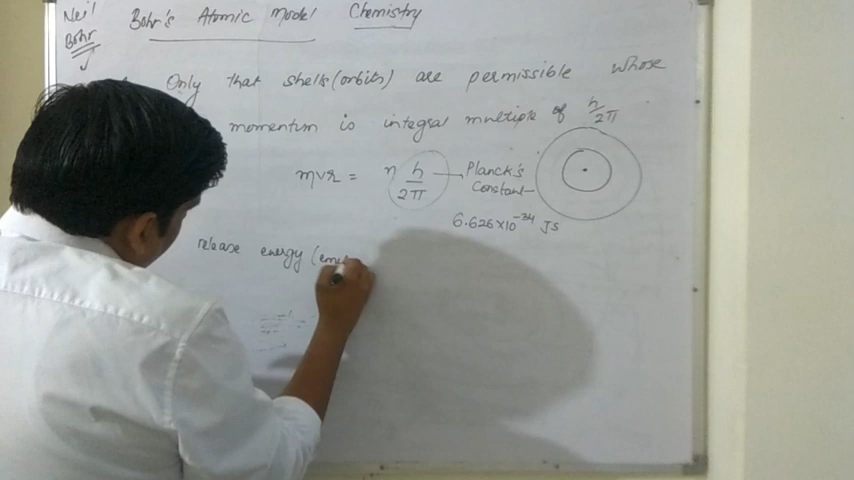 Neil Bohr's Atomic Model Chemistry
Bohr
Only that shells (orbits) are permissible whose
momentum is integral multiple of h/2π
mvr = n h/2π → Planck's
Constant
6.626×10⁻³⁴ Js
release energy (em